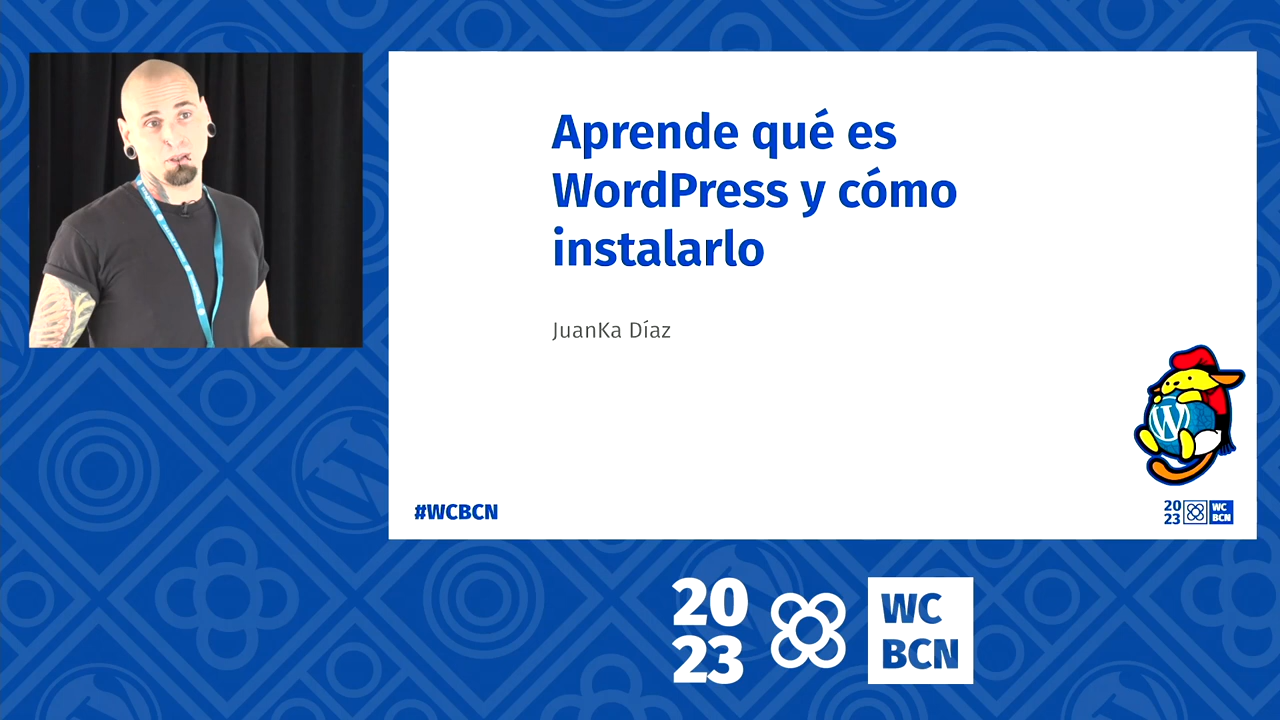 Aprende qué es
WordPress y cómo
instalarlo
JuanKa Díaz
#WCBCN
20
23
WC
BCN
20
23
WC
BCN